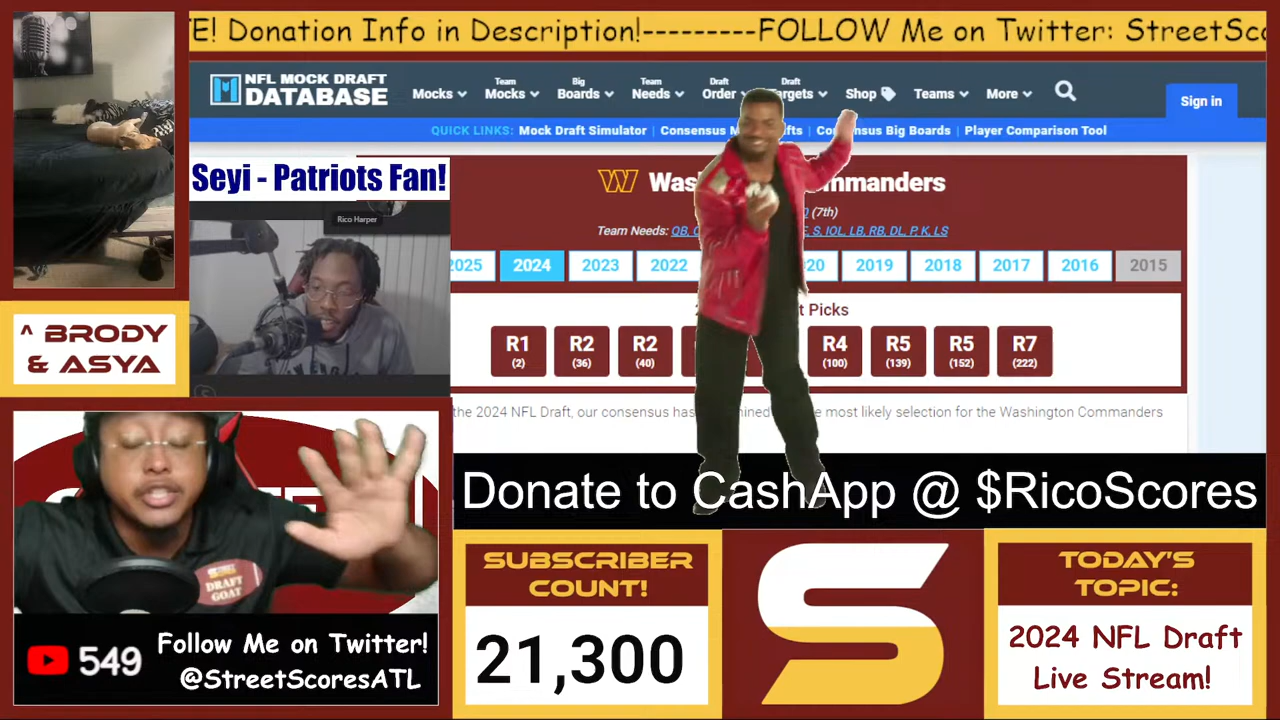 TE! Donation Info in Description!---------FOLLOW Me on Twitter: StreetSc
NFL MOCK DRAFT
DATABASE
Mocks
Team
Mocks
Big
Boards
Team
Needs
Draft
Order
Draft
Targets
Shop
Teams
More
Sign in
QUICK LINKS: Mock Draft Simulator | Consensus | Consensus Big Boards | Player Comparison Tool
Seyi - Patriots Fan!
Rico Harper
W
Commanders
(7th)
Team Needs: QB, S, IOL, LB, RB, DL, P, K, LS
2025 2024 2023 2022 20 2019 2018 2017 2016 2015
Picks
R1
(2)
R2
(36)
R2
(40)
R4
(100)
R5
(139)
R5
(152)
R7
(222)
the 2024 NFL Draft, our consensus has most likely selection for the Washington Commanders
^ BRODY
& ASYA
DRAFT
GOAT
Donate to CashApp @ $RicoScores
549
Follow Me on Twitter!
@StreetScoresATL
SUBSCRIBER
COUNT!
21,300
S
TODAY'S
TOPIC:
2024 NFL Draft
Live Stream!